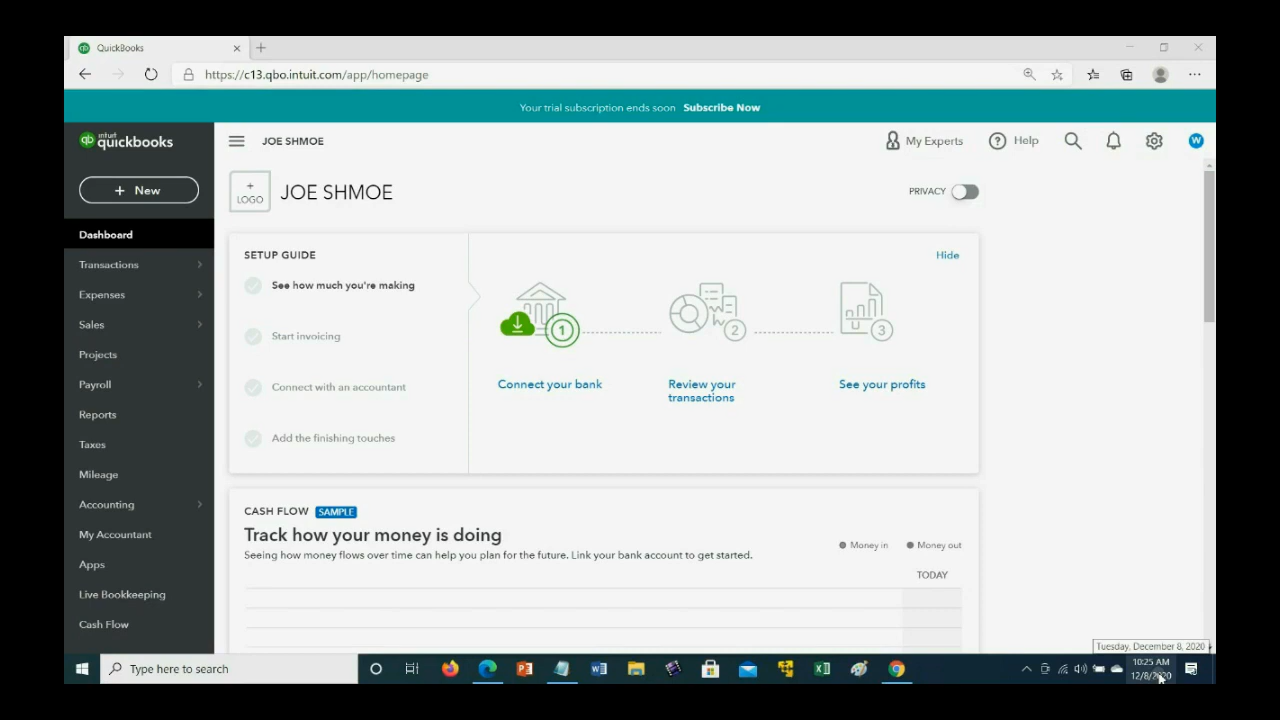 QuickBooks
https://c13.qbo.intuit.com/app/homepage
Your trial subscription ends soon Subscribe Now
qb intuit quickbooks
JOE SHMOE
My Experts
? Help
W
+ New
+ LOGO
JOE SHMOE
PRIVACY
Dashboard
Transactions
Expenses
Sales
Projects
Payroll
Reports
Taxes
Mileage
Accounting
My Accountant
Apps
Live Bookkeeping
Cash Flow
SETUP GUIDE
Hide
See how much you're making
Start invoicing
Connect with an accountant
Add the finishing touches
1
2
3
Connect your bank
Review your
transactions
See your profits
CASH FLOW SAMPLE
Track how your money is doing
Seeing how money flows over time can help you plan for the future. Link your bank account to get started.
Money in
Money out
TODAY
Tuesday, December 8, 2020
Type here to search
10:25 AM
12/8/2020